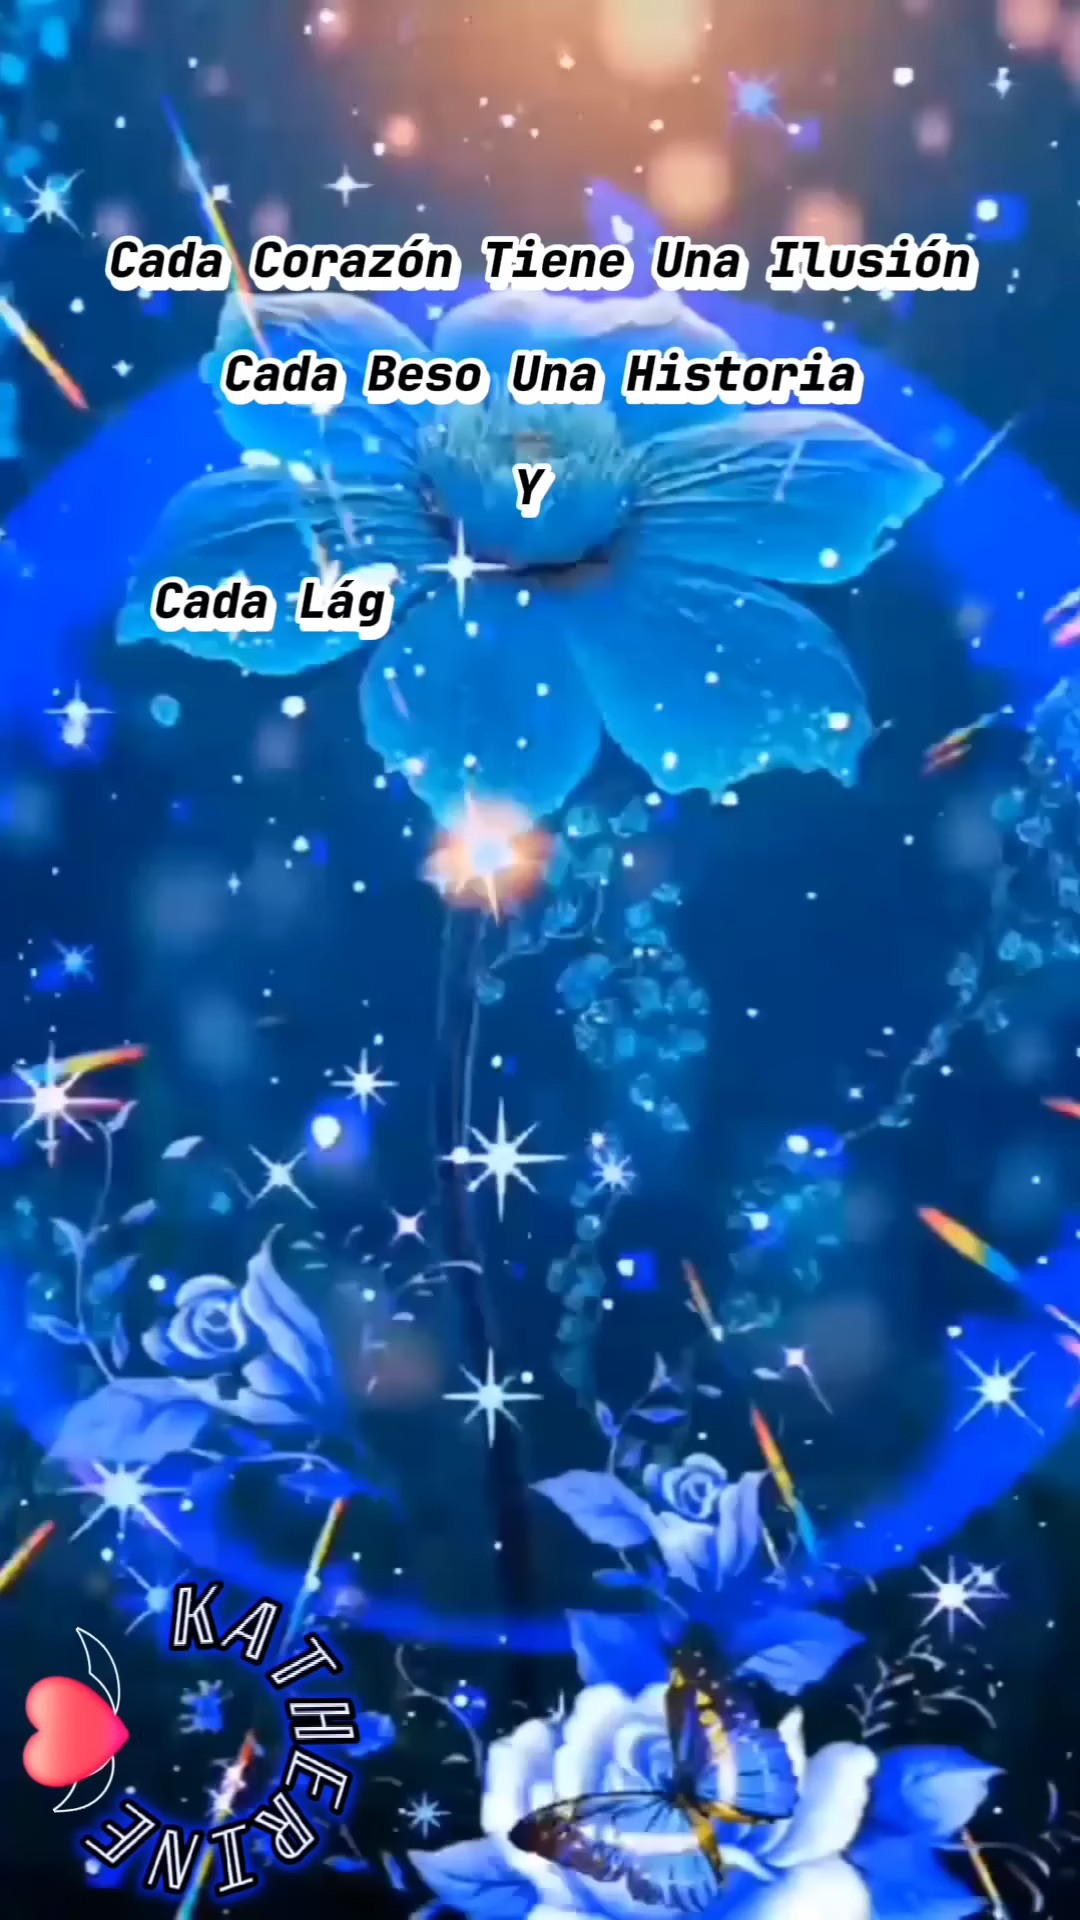 Cada Corazón Tiene Una Ilusión
Cada Beso Una Historia
Y
Cada Lág
KATHERINE